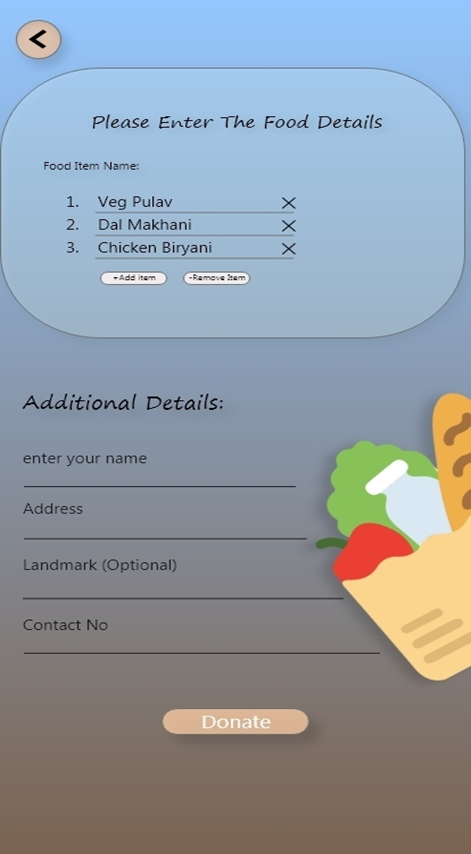 Please Enter The Food Details
Food Item Name:
1. Veg Pulav
2. Dal Makhani
3. Chicken Biryani
+Add item -Remove Item
Additional Details:
enter your name
Address
Landmark (Optional)
Contact No
Donate